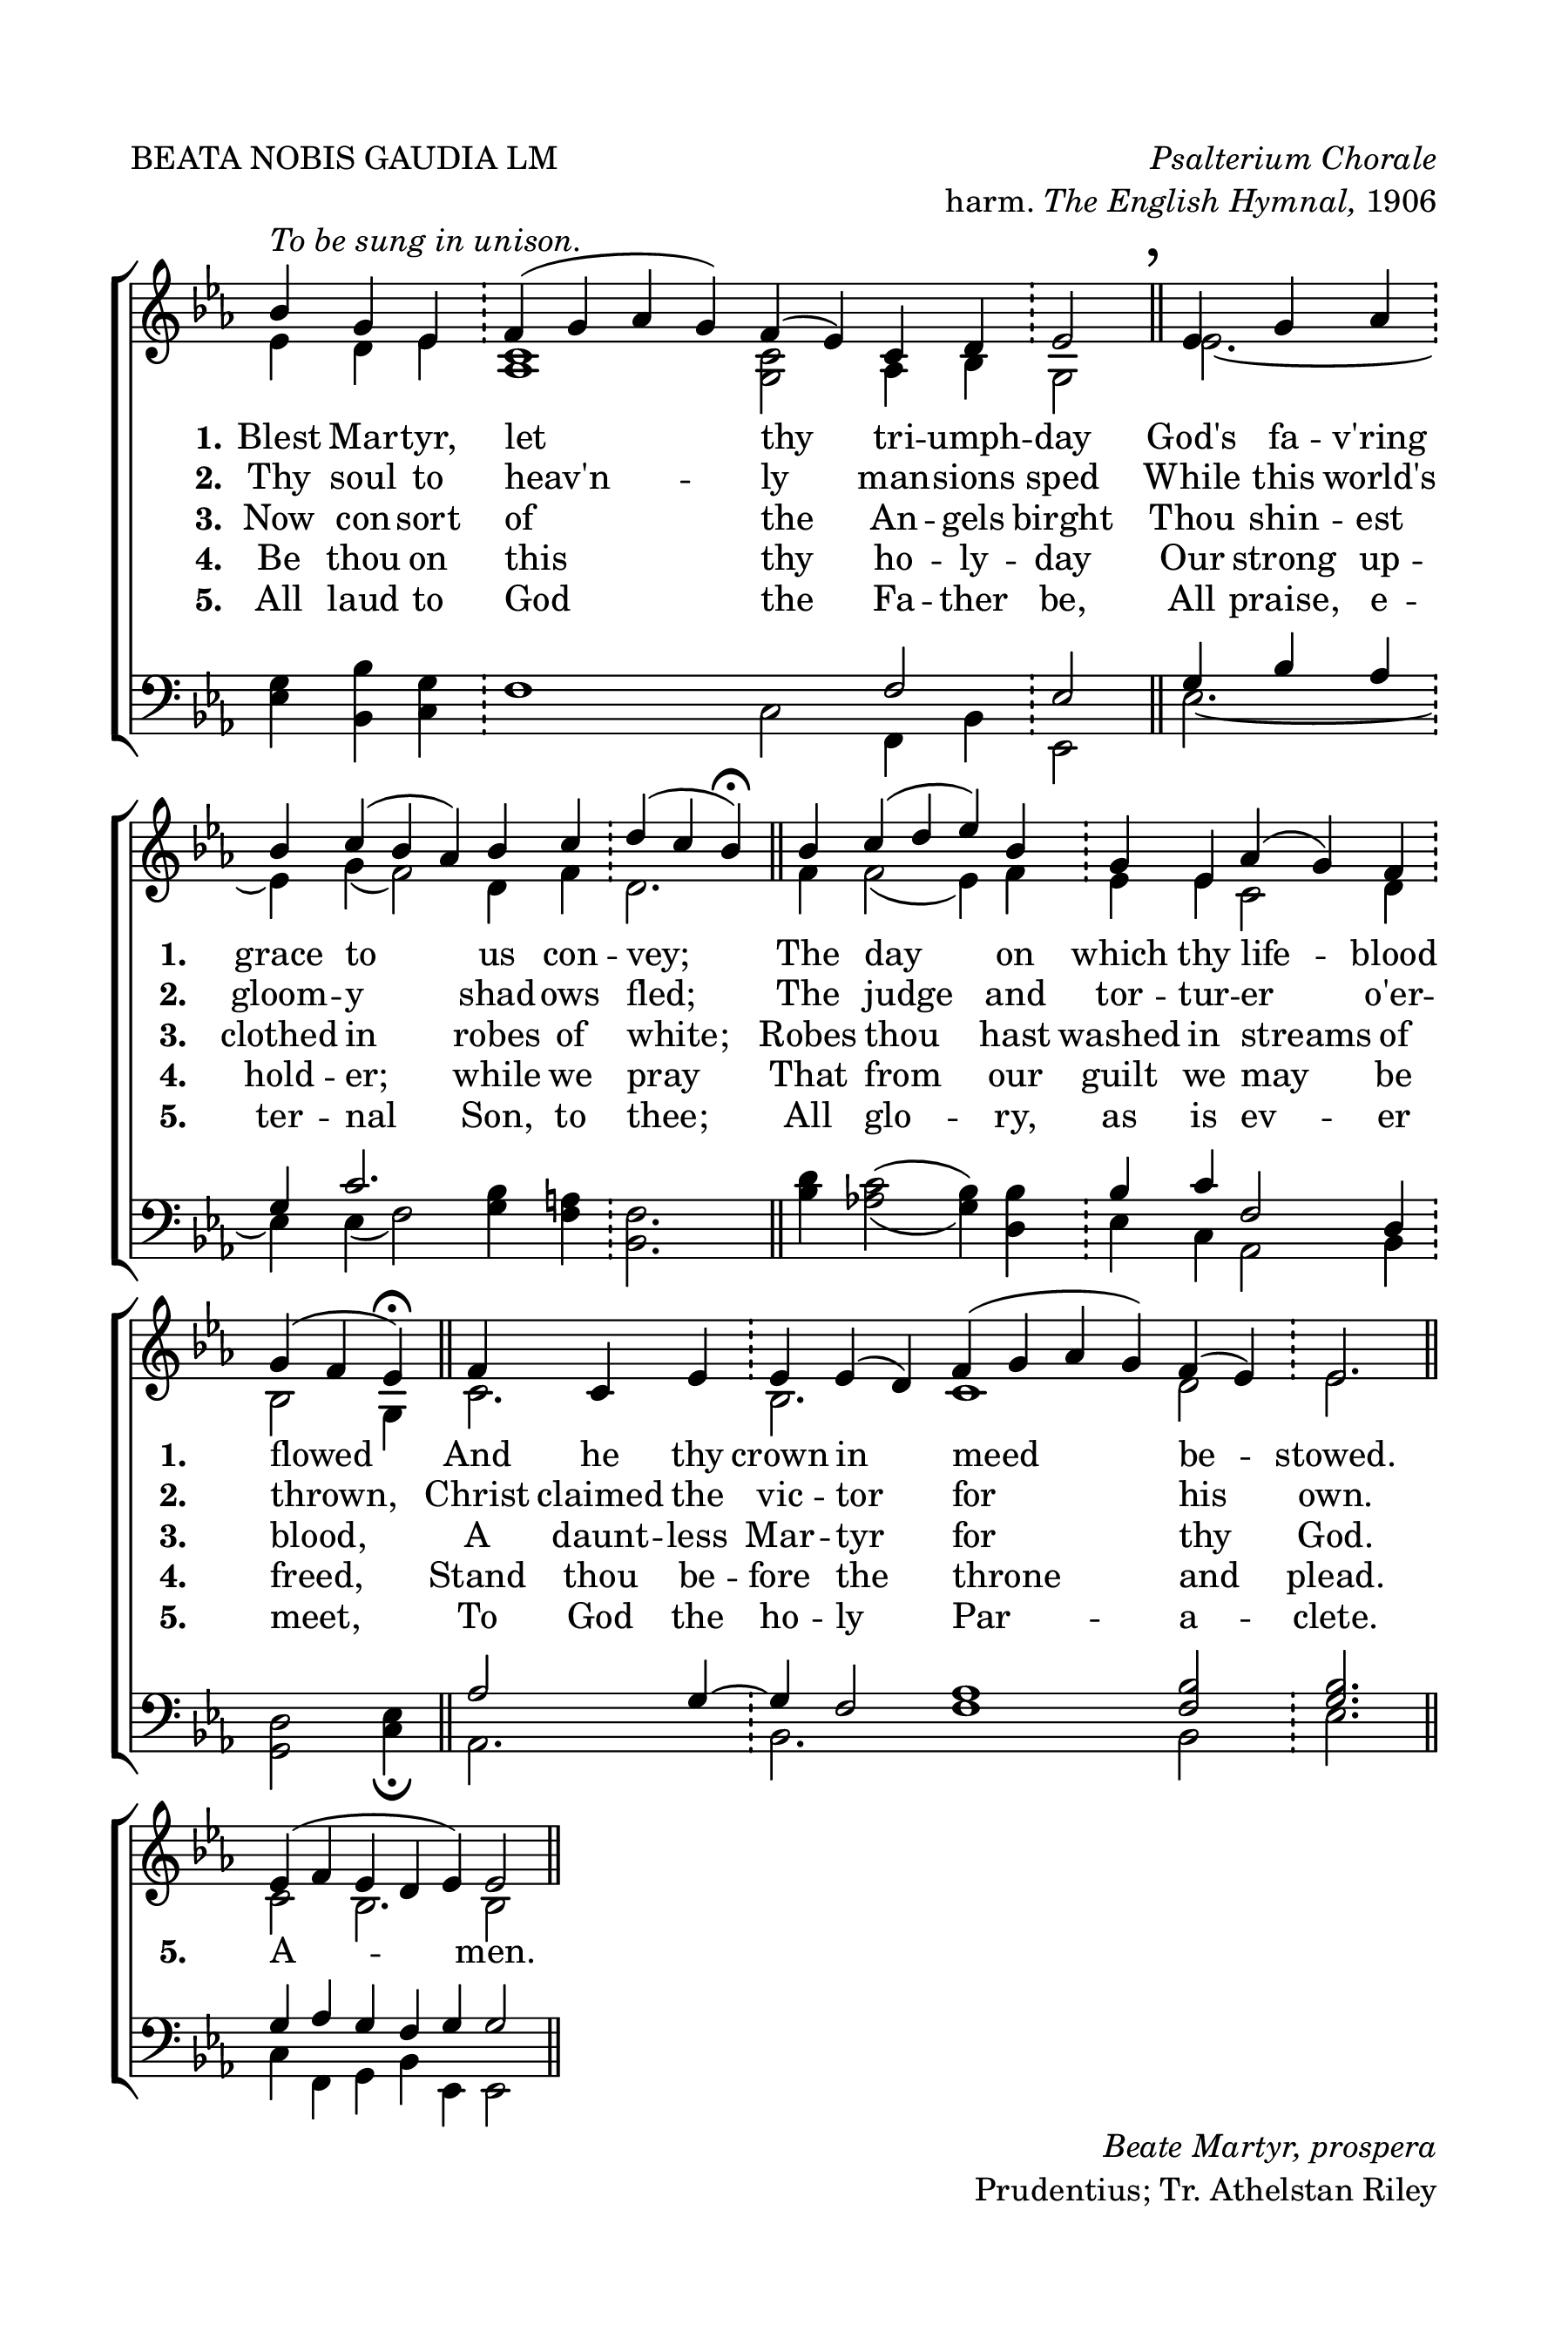 BEATA NOBIS GAUDIA LM
Psalterium Chorale
harm. The English Hymnal, 1906
To be sung in unison.
1. Blest Mar-tyr, let thy tri - umph - day God's fa - v'ring
2. Thy soul to heav'n - ly man-sions sped While this world's
3. Now con-sort of the An - gels birght Thou shin - est
4. Be thou on this thy ho - ly - day Our strong up -
5. All laud to God the Fa - ther be, All praise, e -
1. grace to us con - vey; The day on which thy life - blood
2. gloom - y shad-ows fled; The judge and tor - tur-er o'er-
3. clothed in robes of white; Robes thou hast washed in streams of
4. hold - er; while we pray That from our guilt we may be
5. ter - nal Son, to thee; All glo - ry, as is ev - er
1. flowed And he thy crown in meed be - stowed.
2. thrown, Christ claimed the vic - tor for his own.
3. blood, A daunt - less Mar - tyr for thy God.
4. freed, Stand thou be - fore the throne and plead.
5. meet, To God the ho - ly Par - a - clete.
5. A - men.
Beate Martyr, prospera
Prudentius; Tr. Athelstan Riley